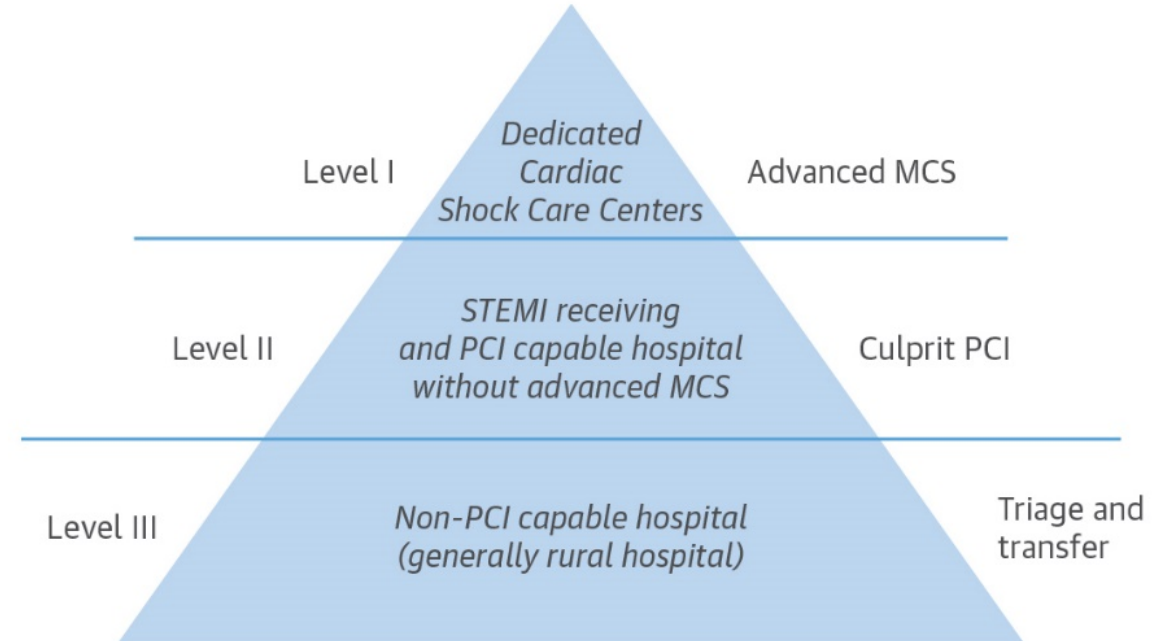 Level I
Dedicated
Cardiac
Shock Care Centers
Advanced MCS
Level II
STEMI receiving
and PCI capable hospital
without advanced MCS
Culprit PCI
Level III
Non-PCI capable hospital
(generally rural hospital)
Triage and
transfer